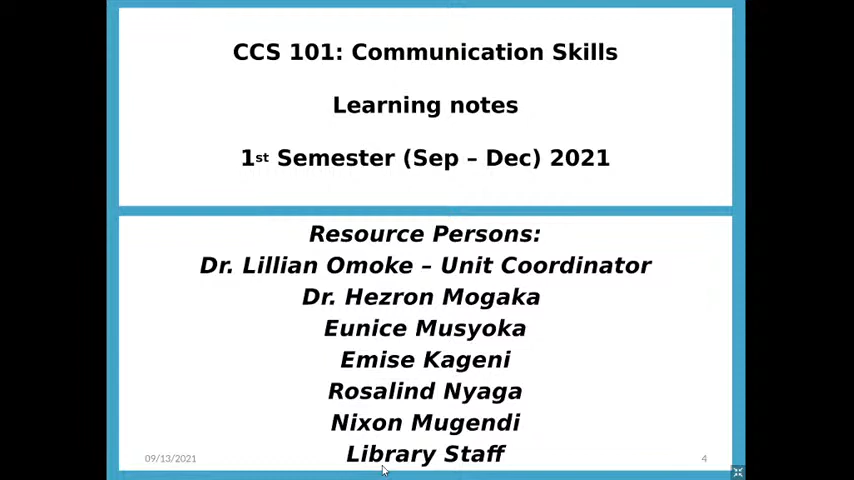 CCS 101: Communication Skills
Learning notes
1st Semester (Sep – Dec) 2021
Resource Persons:
Dr. Lillian Omoke – Unit Coordinator
Dr. Hezron Mogaka
Eunice Musyoka
Emise Kageni
Rosalind Nyaga
Nixon Mugendi
Library Staff
09/13/2021
4